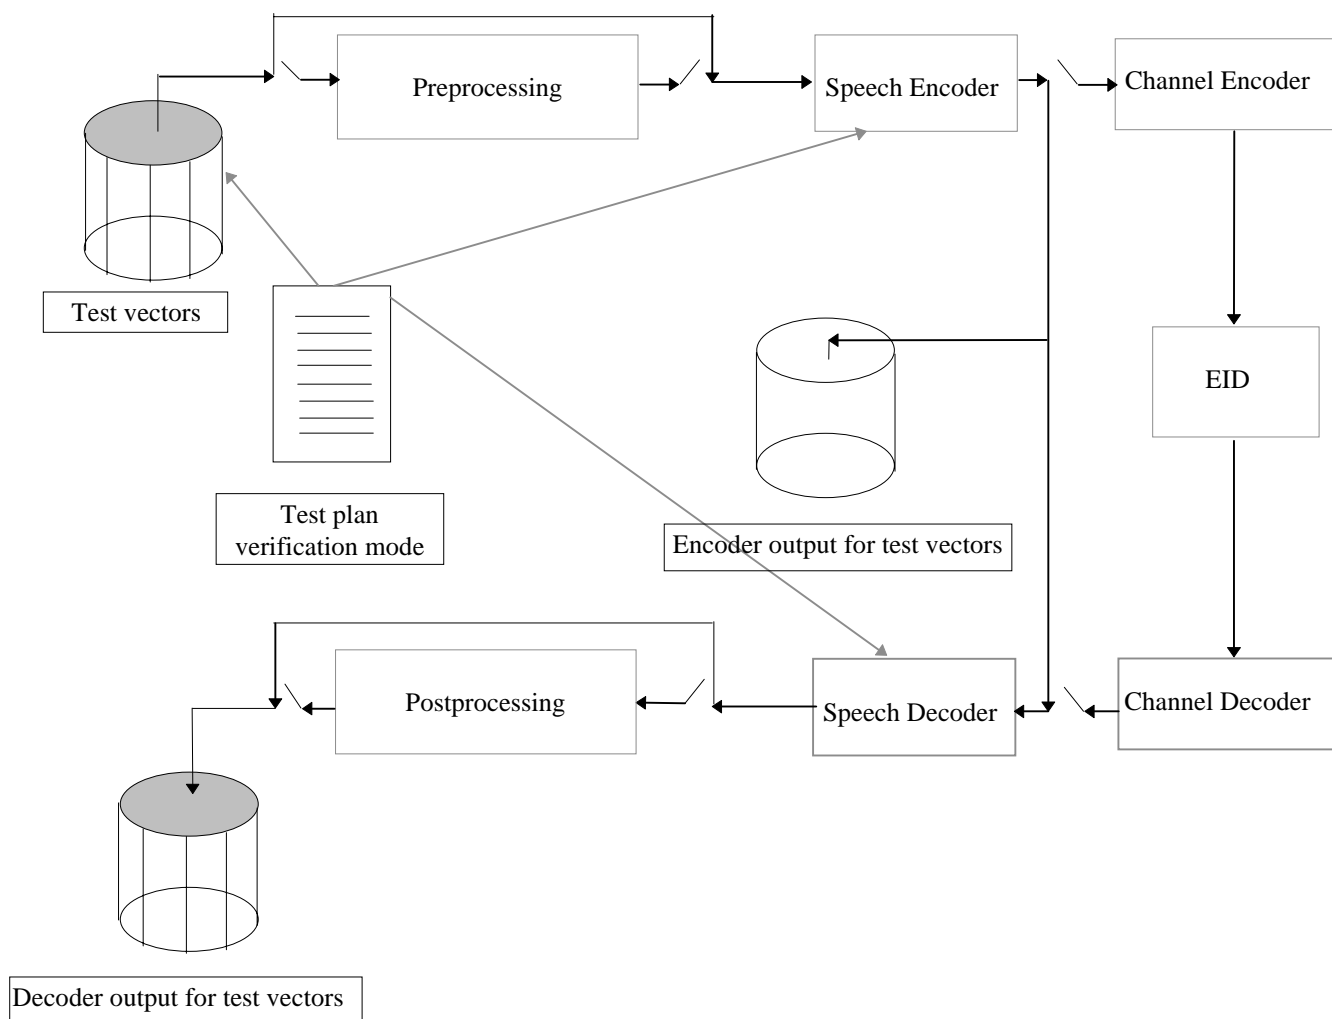 Preprocessing
Speech Encoder
Channel Encoder
Test vectors
EID
Test plan
verification mode
Encoder output for test vectors
Postprocessing
Speech Decoder
Channel Decoder
Decoder output for test vectors